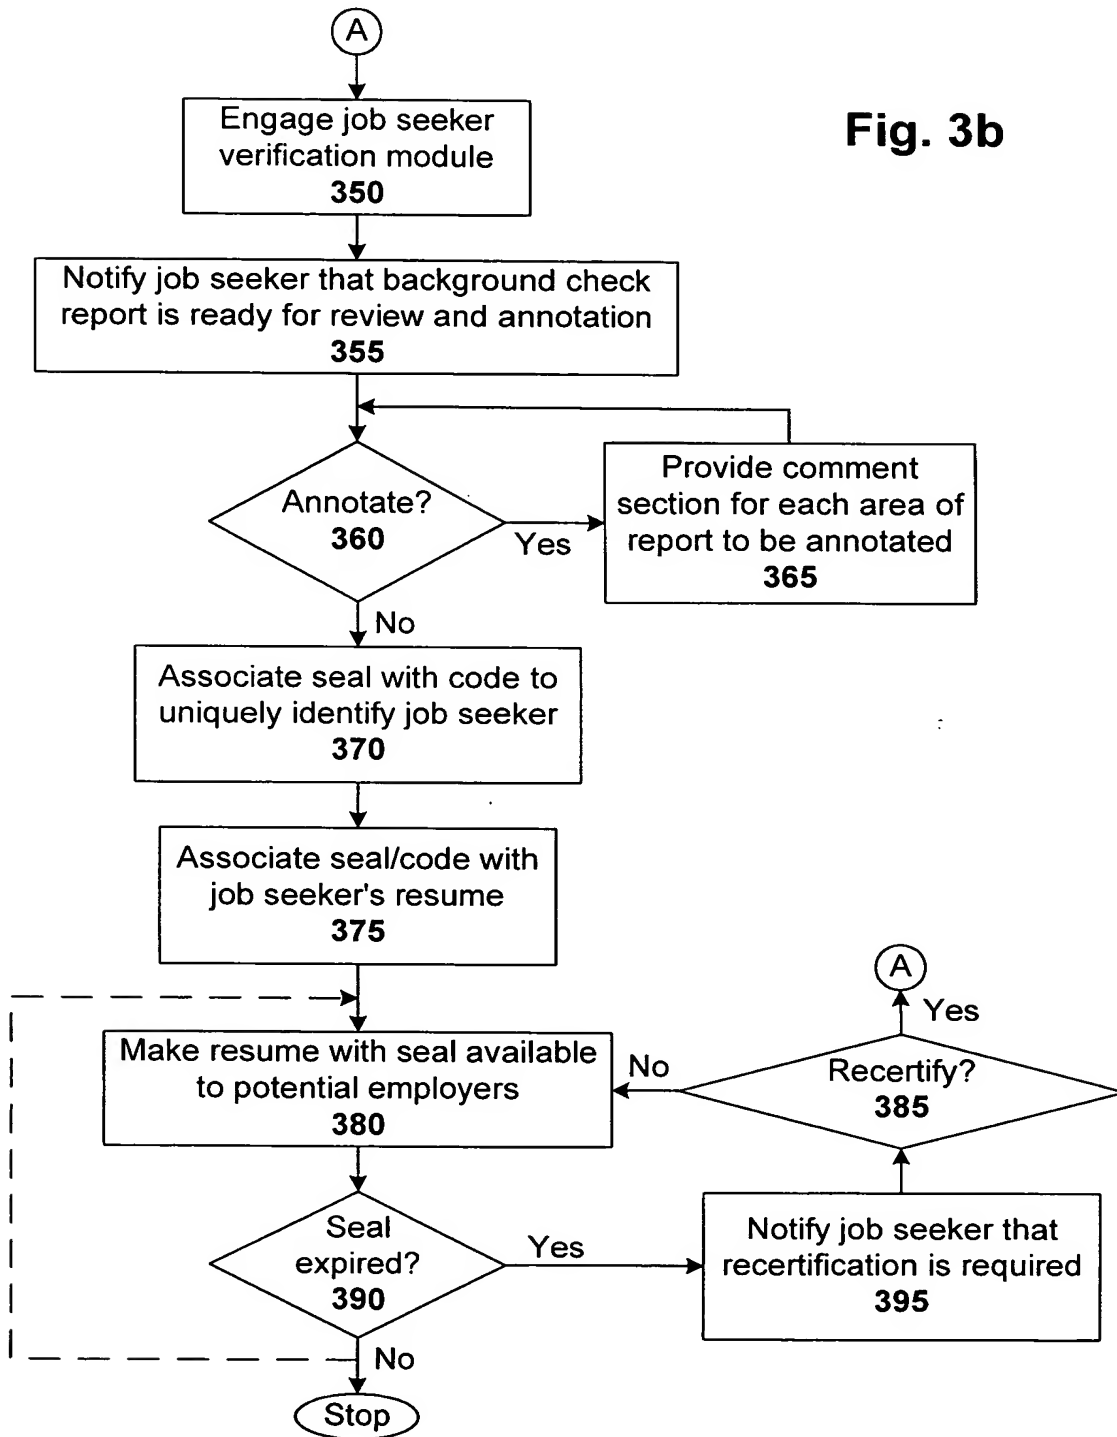 A
Fig. 3b
Engage job seeker
verification module
350
Notify job seeker that background check
report is ready for review and annotation
355
Annotate?
360
Yes
Provide comment
section for each area of
report to be annotated
365
No
Associate seal with code to
uniquely identify job seeker
370
Associate seal/code with
job seeker's resume
375
A
Yes
Make resume with seal available
to potential employers
380
No
Recertify?
385
Seal
expired?
390
Yes
Notify job seeker that
recertification is required
395
No
Stop